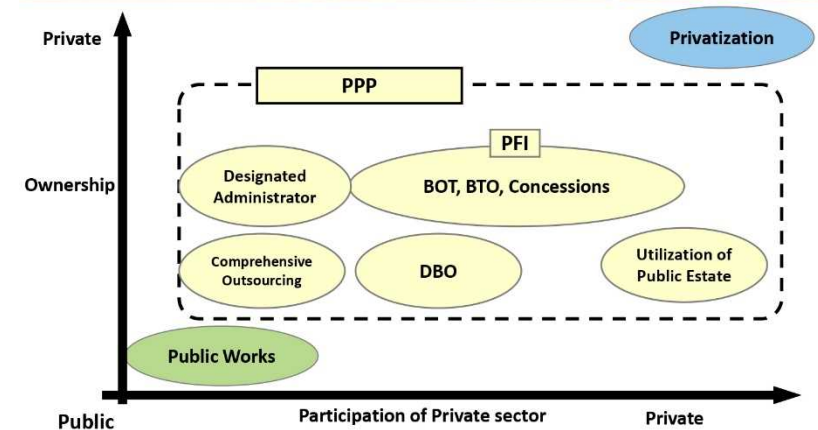 Private
Privatization
PPP
PFI
Designated
Administrator
BOT, BTO, Concessions
Ownership
Comprehensive
Outsourcing
DBO
Utilization of
Public Estate
Public Works
Public
Participation of Private sector
Private